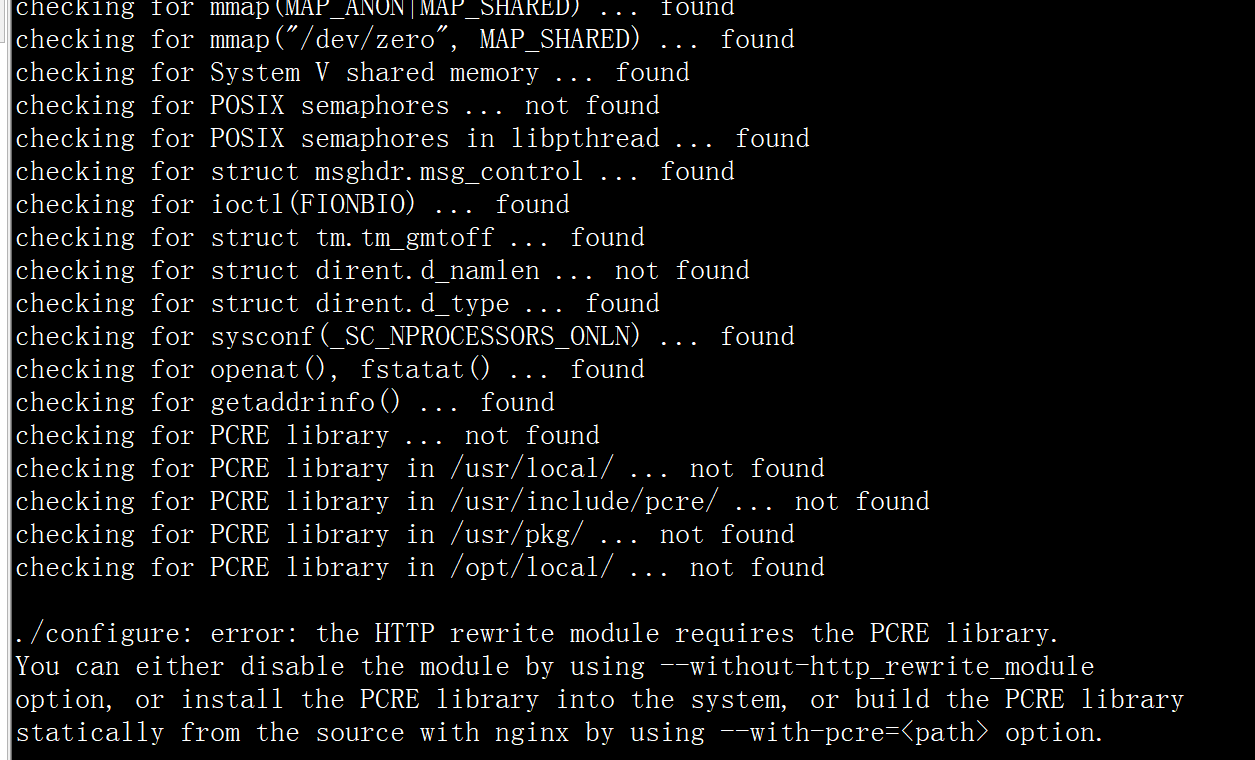 checking for mmap(MAP_ANON|MAP_SHARED) ... found
checking for mmap("/dev/zero", MAP_SHARED) ... found
checking for System V shared memory ... found
checking for POSIX semaphores ... not found
checking for POSIX semaphores in libpthread ... found
checking for struct msghdr.msg_control ... found
checking for ioctl(FIONBIO) ... found
checking for struct tm.tm_gmtoff ... found
checking for struct dirent.d_namlen ... not found
checking for struct dirent.d_type ... found
checking for sysconf(_SC_NPROCESSORS_ONLN) ... found
checking for openat(), fstatat() ... found
checking for getaddrinfo() ... found
checking for PCRE library ... not found
checking for PCRE library in /usr/local/ ... not found
checking for PCRE library in /usr/include/pcre/ ... not found
checking for PCRE library in /usr/pkg/ ... not found
checking for PCRE library in /opt/local/ ... not found
./configure: error: the HTTP rewrite module requires the PCRE library.
You can either disable the module by using --without-http_rewrite_module
option, or install the PCRE library into the system, or build the PCRE library
statically from the source with nginx by using --with-pcre=<path> option.